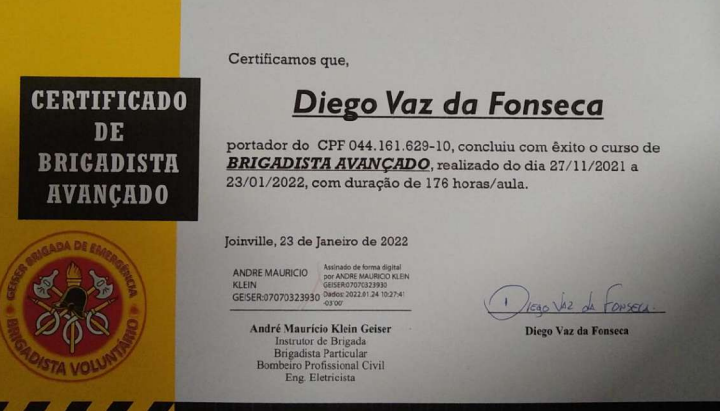 CERTIFICADO
DE
BRIGADISTA
AVANÇADO
GEISER BRIGADA DE EMERGÊNCIA
BRIGADISTA VOLUNTÁRIO
Certificamos que,
Diego Vaz da Fonseca
portador do CPF 044.161.629-10, concluiu com êxito o curso de
BRIGADISTA AVANÇADO, realizado do dia 27/11/2021 a
23/01/2022, com duração de 176 horas/aula.
Joinville, 23 de Janeiro de 2022
ANDRE MAURICIO
KLEIN
GEISER:07070323930
Assinado de forma digital
por ANDRE MAURICIO KLEIN
GEISER:07070323930
Dados: 2022.01.24 10:27:41
-03'00'
André Maurício Klein Geiser
Instrutor de Brigada
Brigadista Particular
Bombeiro Profissional Civil
Eng. Eletricista
Diego Vaz da Fonseca.
Diego Vaz da Fonseca